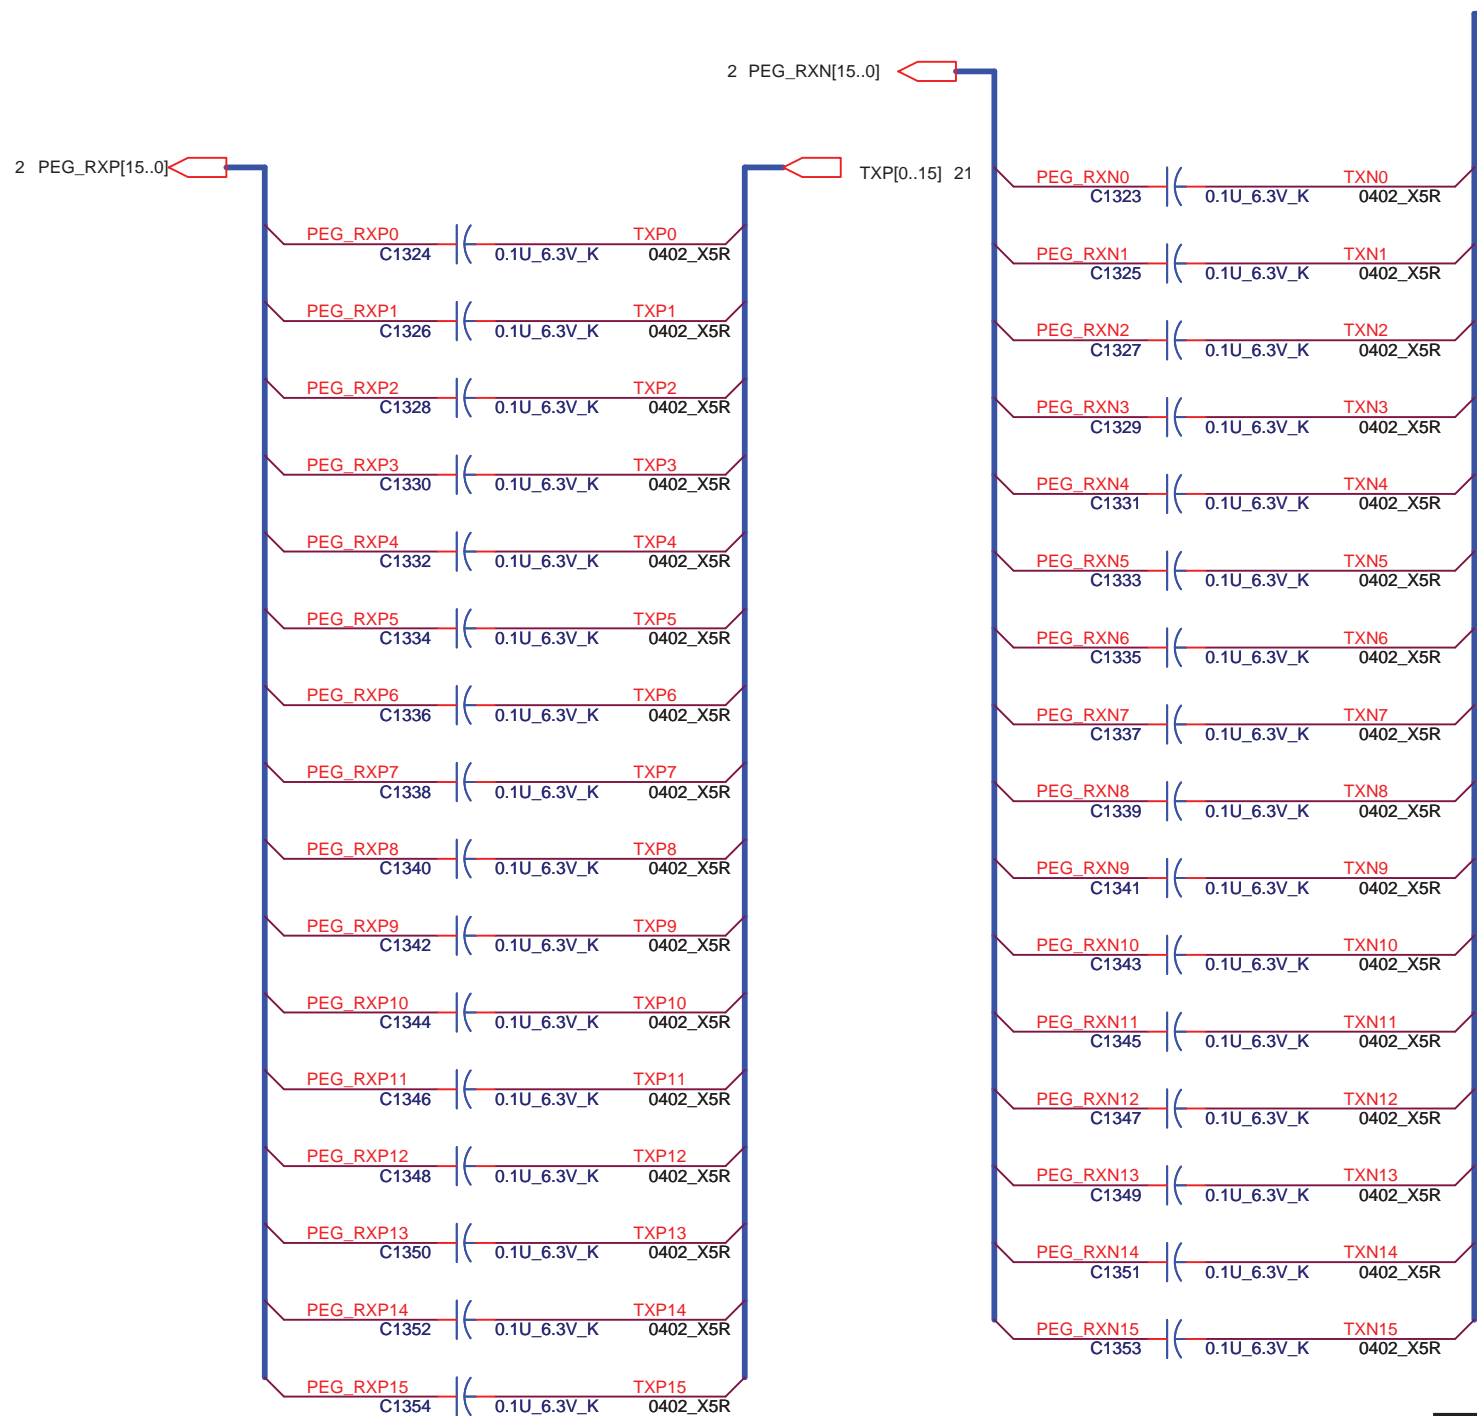 2 PEG_RXN[15..0]
2 PEG_RXP[15..0]
TXP[0..15] 21
PEG_RXP0 TXP0
C1324 0.1U_6.3V_K 0402_X5R
PEG_RXP1 TXP1
C1326 0.1U_6.3V_K 0402_X5R
PEG_RXP2 TXP2
C1328 0.1U_6.3V_K 0402_X5R
PEG_RXP3 TXP3
C1330 0.1U_6.3V_K 0402_X5R
PEG_RXP4 TXP4
C1332 0.1U_6.3V_K 0402_X5R
PEG_RXP5 TXP5
C1334 0.1U_6.3V_K 0402_X5R
PEG_RXP6 TXP6
C1336 0.1U_6.3V_K 0402_X5R
PEG_RXP7 TXP7
C1338 0.1U_6.3V_K 0402_X5R
PEG_RXP8 TXP8
C1340 0.1U_6.3V_K 0402_X5R
PEG_RXP9 TXP9
C1342 0.1U_6.3V_K 0402_X5R
PEG_RXP10 TXP10
C1344 0.1U_6.3V_K 0402_X5R
PEG_RXP11 TXP11
C1346 0.1U_6.3V_K 0402_X5R
PEG_RXP12 TXP12
C1348 0.1U_6.3V_K 0402_X5R
PEG_RXP13 TXP13
C1350 0.1U_6.3V_K 0402_X5R
PEG_RXP14 TXP14
C1352 0.1U_6.3V_K 0402_X5R
PEG_RXP15 TXP15
C1354 0.1U_6.3V_K 0402_X5R
PEG_RXN0 TXN0
C1323 0.1U_6.3V_K 0402_X5R
PEG_RXN1 TXN1
C1325 0.1U_6.3V_K 0402_X5R
PEG_RXN2 TXN2
C1327 0.1U_6.3V_K 0402_X5R
PEG_RXN3 TXN3
C1329 0.1U_6.3V_K 0402_X5R
PEG_RXN4 TXN4
C1331 0.1U_6.3V_K 0402_X5R
PEG_RXN5 TXN5
C1333 0.1U_6.3V_K 0402_X5R
PEG_RXN6 TXN6
C1335 0.1U_6.3V_K 0402_X5R
PEG_RXN7 TXN7
C1337 0.1U_6.3V_K 0402_X5R
PEG_RXN8 TXN8
C1339 0.1U_6.3V_K 0402_X5R
PEG_RXN9 TXN9
C1341 0.1U_6.3V_K 0402_X5R
PEG_RXN10 TXN10
C1343 0.1U_6.3V_K 0402_X5R
PEG_RXN11 TXN11
C1345 0.1U_6.3V_K 0402_X5R
PEG_RXN12 TXN12
C1347 0.1U_6.3V_K 0402_X5R
PEG_RXN13 TXN13
C1349 0.1U_6.3V_K 0402_X5R
PEG_RXN14 TXN14
C1351 0.1U_6.3V_K 0402_X5R
PEG_RXN15 TXN15
C1353 0.1U_6.3V_K 0402_X5R